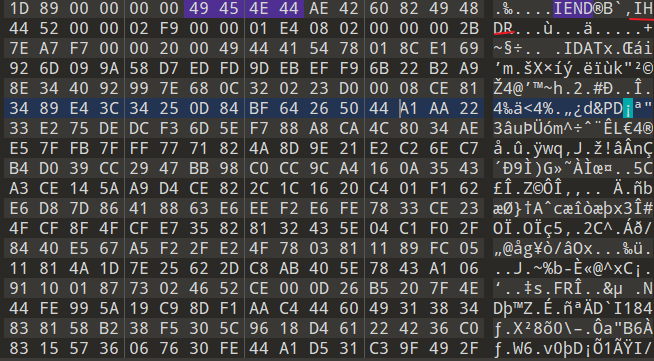 1D 89 00 00 00 00 49 45 4E 44 AE 42 60 82 49 48 .‰....IEND®B`‚IH
44 52 00 00 02 F9 00 00 01 E4 08 02 00 00 00 2B DR...ù...ä.....+
7E A7 F7 00 00 20 00 49 44 41 54 78 01 8C E1 69 ~§÷.. .IDATx.Œái
92 6D 09 9A 58 D7 ED FD 9D EB EF F9 6B 22 B2 A9 ’m.šX×íý.ëïùk"²©
8E 34 40 92 99 7E 68 0C 32 02 23 D0 00 08 CE 81 Ž4@’™~h.2.#Ð..Î.
34 89 E4 3C 34 25 0D 84 BF 64 26 50 44 A1 AA 22 4‰ä<4%.„¿d&PD¡ª"
33 E2 75 DE DC F3 6D 5E F7 88 8A CA 4C 80 34 AE 3âuÞÜóm^÷ˆŠÊL€4®
E5 7F FB 7F FF 77 71 82 4A 8D 9E 21 E2 C2 6E C7 å.û.ÿwq‚J.ž!âÂnÇ
B4 D0 39 CC 29 47 BB 98 C0 CC 9C A4 16 0A 35 43 ´Ð9Ì)G»˜ÀÌœ¤..5C
A3 CE 14 5A A9 D4 CE 82 2C 1C 16 20 C4 01 F1 62 £Î.Z©ÔÎ‚,.. Ä.ñb
E6 D8 7D 86 41 88 63 E6 EE F2 E6 FE 78 33 CE 23 æØ}†Aˆcæîòæþx3Î#
4F CF 8F 4F CF E7 35 82 81 32 43 5E 04 C1 F0 2F OÏ.OÏç5‚.2C^.Áð/
84 40 E5 67 A5 F2 2F E2 4F 78 03 81 11 89 FC 05 „@åg¥ò/âOx...‰ü.
11 81 4A 1D 7E 25 62 2D C8 AB 40 5E 78 43 A1 06 ..J.~%b-È«@^xC¡.
91 10 01 87 73 02 46 52 CE 00 0D 26 B5 20 7F 4E ‘..‡s.FRÎ..&µ .N
44 FE 99 5A 19 C9 8D F1 AA C4 44 60 49 31 38 34 Dþ™Z.É.ñªÄD`I184
83 81 58 B2 38 F5 30 5C 96 18 D4 61 22 42 36 C0 ƒ.X²8õ0\–.Ôa"B6À
83 15 57 36 06 76 30 FE 44 A1 D5 31 C3 9F 49 2F ƒ.W6.v0þD¡Õ1ÃŸI/